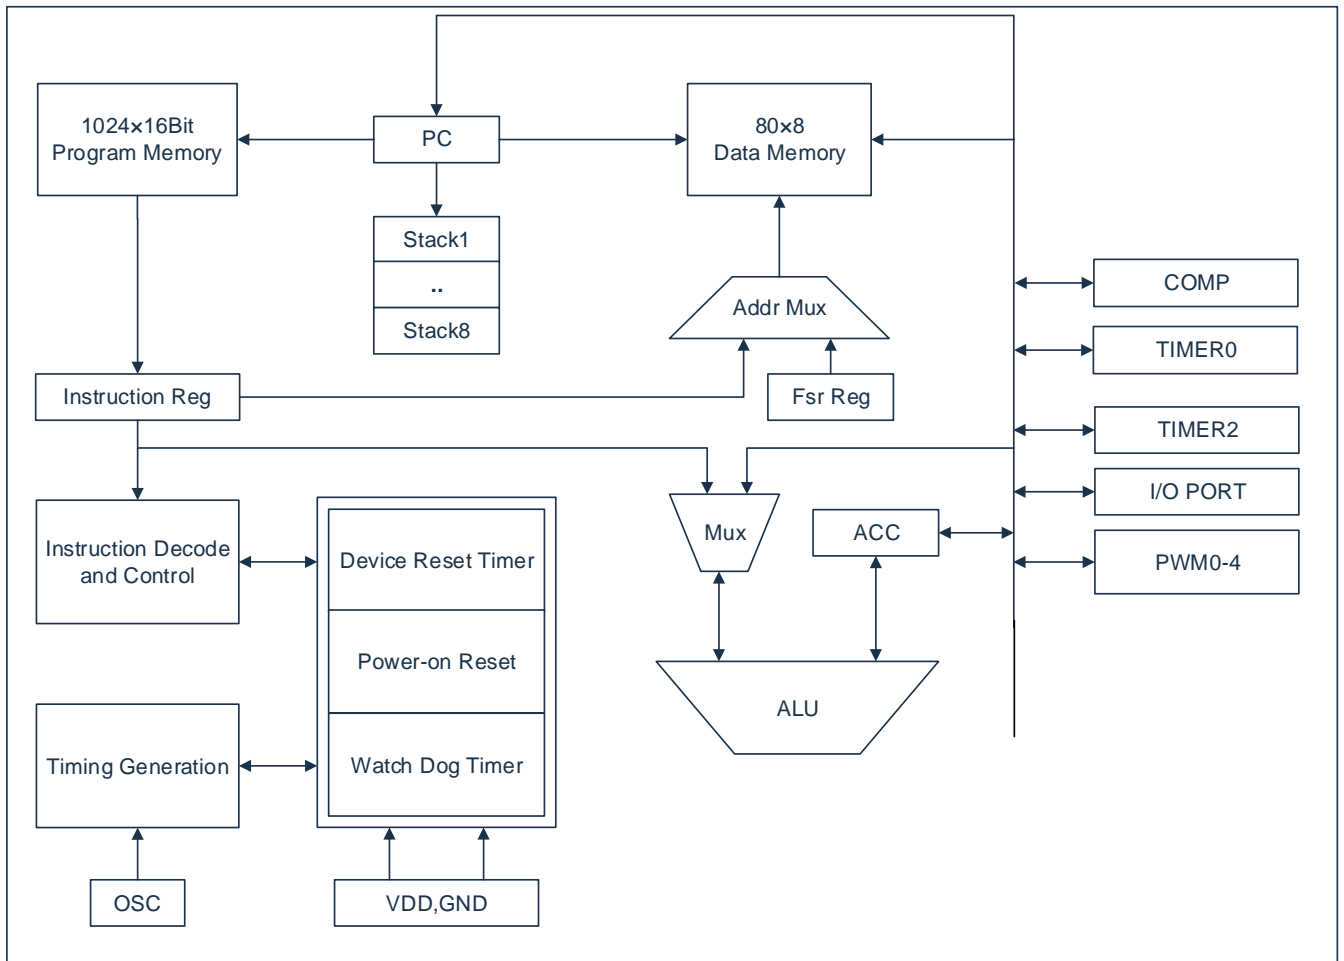 1024×16Bit
Program Memory
PC
80×8
Data Memory
Stack1
..
Stack8
Addr Mux
COMP
TIMER0
Instruction Reg
Fsr Reg
TIMER2
I/O PORT
Mux
ACC
Instruction Decode
and Control
Device Reset Timer
PWM0-4
Power-on Reset
ALU
Timing Generation
Watch Dog Timer
OSC
VDD,GND